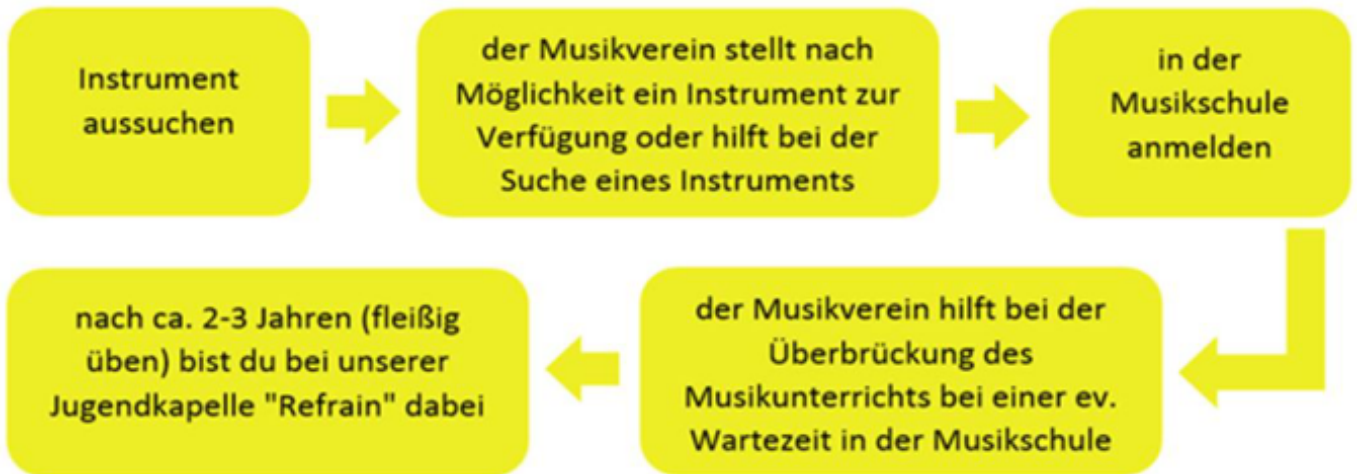 Instrument
aussuchen
der Musikverein stellt nach
Möglichkeit ein Instrument zur
Verfügung oder hilft bei der
Suche eines Instruments
in der
Musikschule
anmelden
der Musikverein hilft bei der
Überbrückung des
Musikunterrichts bei einer ev.
Wartezeit in der Musikschule
nach ca. 2-3 Jahren (fleißig
üben) bist du bei unserer
Jugendkapelle "Refrain" dabei